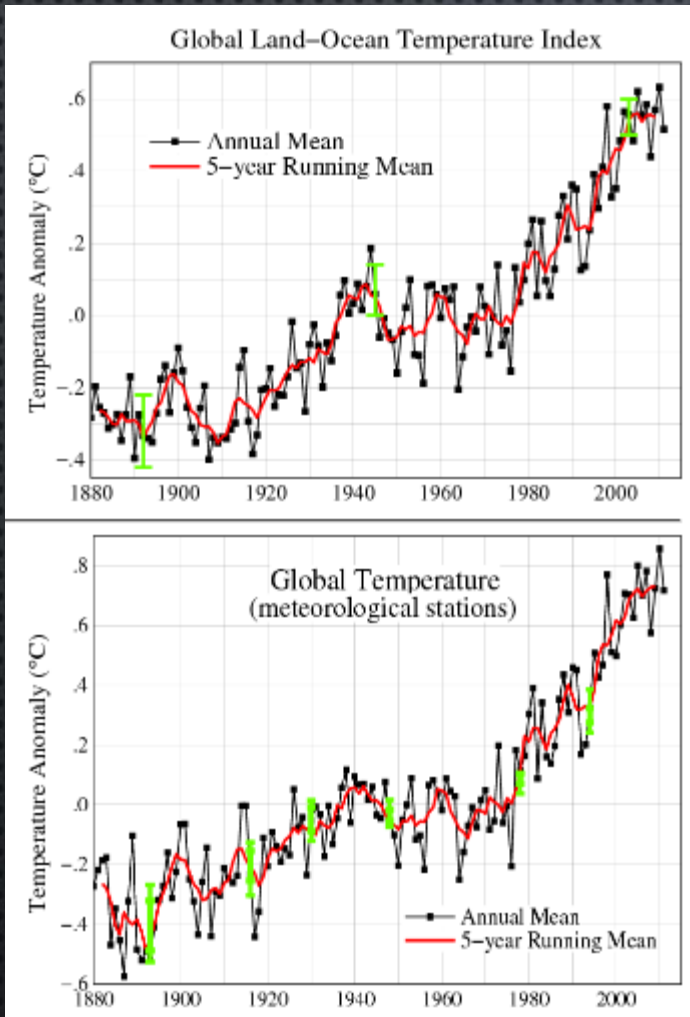 Global Land–Ocean Temperature Index
.6
.4
.2
.0
−.2
−.4
Temperature Anomaly (°C)
Annual Mean
5−year Running Mean
1880 1900 1920 1940 1960 1980 2000
Global Temperature
(meteorological stations)
.8
.6
.4
.2
.0
−.2
−.4
−.6
Temperature Anomaly (°C)
Annual Mean
5−year Running Mean
1880 1900 1920 1940 1960 1980 2000